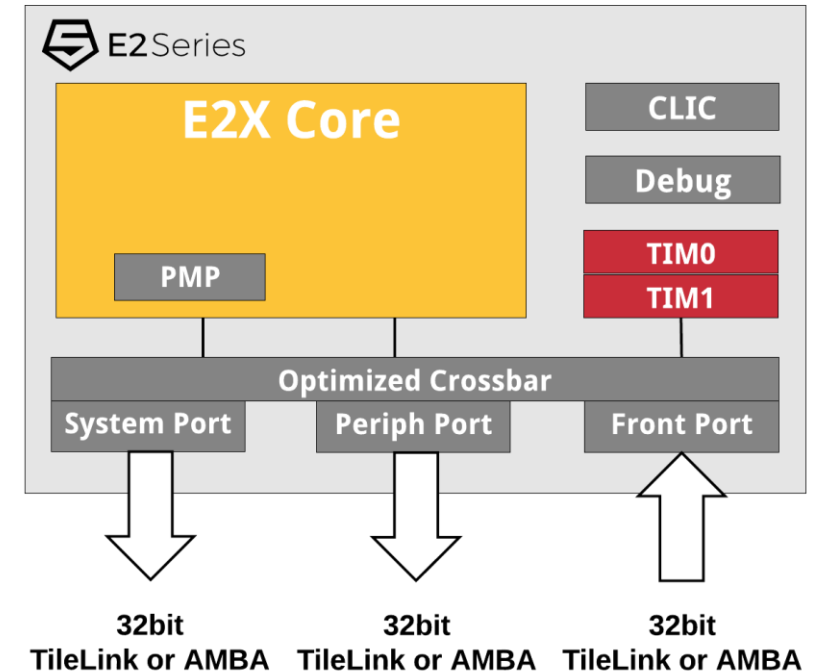 E2Series
E2X Core
CLIC
Debug
PMP
TIM0
TIM1
Optimized Crossbar
System Port
Periph Port
Front Port
32bit
TileLink or AMBA
32bit
TileLink or AMBA
32bit
TileLink or AMBA